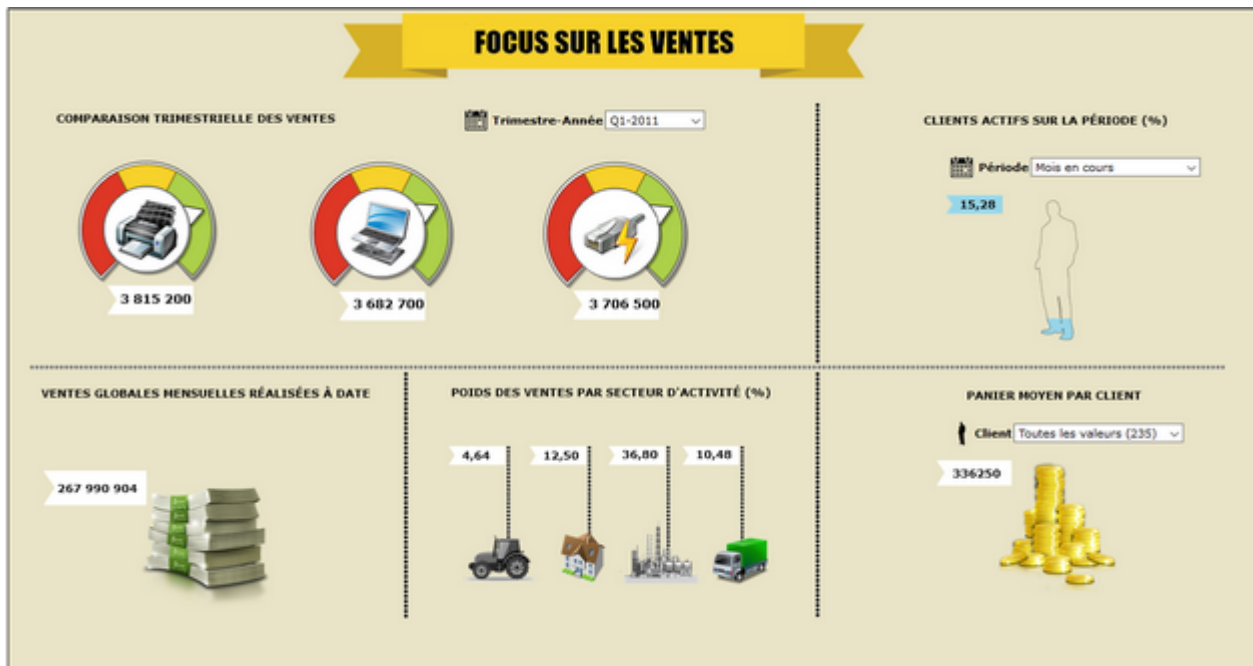 FOCUS SUR LES VENTES
COMPARAISON TRIMESTRIELLE DES VENTES
Trimestre-Année Q1-2011
3 815 200
3 682 700
3 706 500
CLIENTS ACTIFS SUR LA PÉRIODE (%)
Période Mois en cours
15,28
VENTES GLOBALES MENSUELLES RÉALISÉES À DATE
267 990 904
POIDS DES VENTES PAR SECTEUR D'ACTIVITÉ (%)
4,64
12,50
36,80
10,48
PANIER MOYEN PAR CLIENT
Client Toutes les valeurs (235)
336250